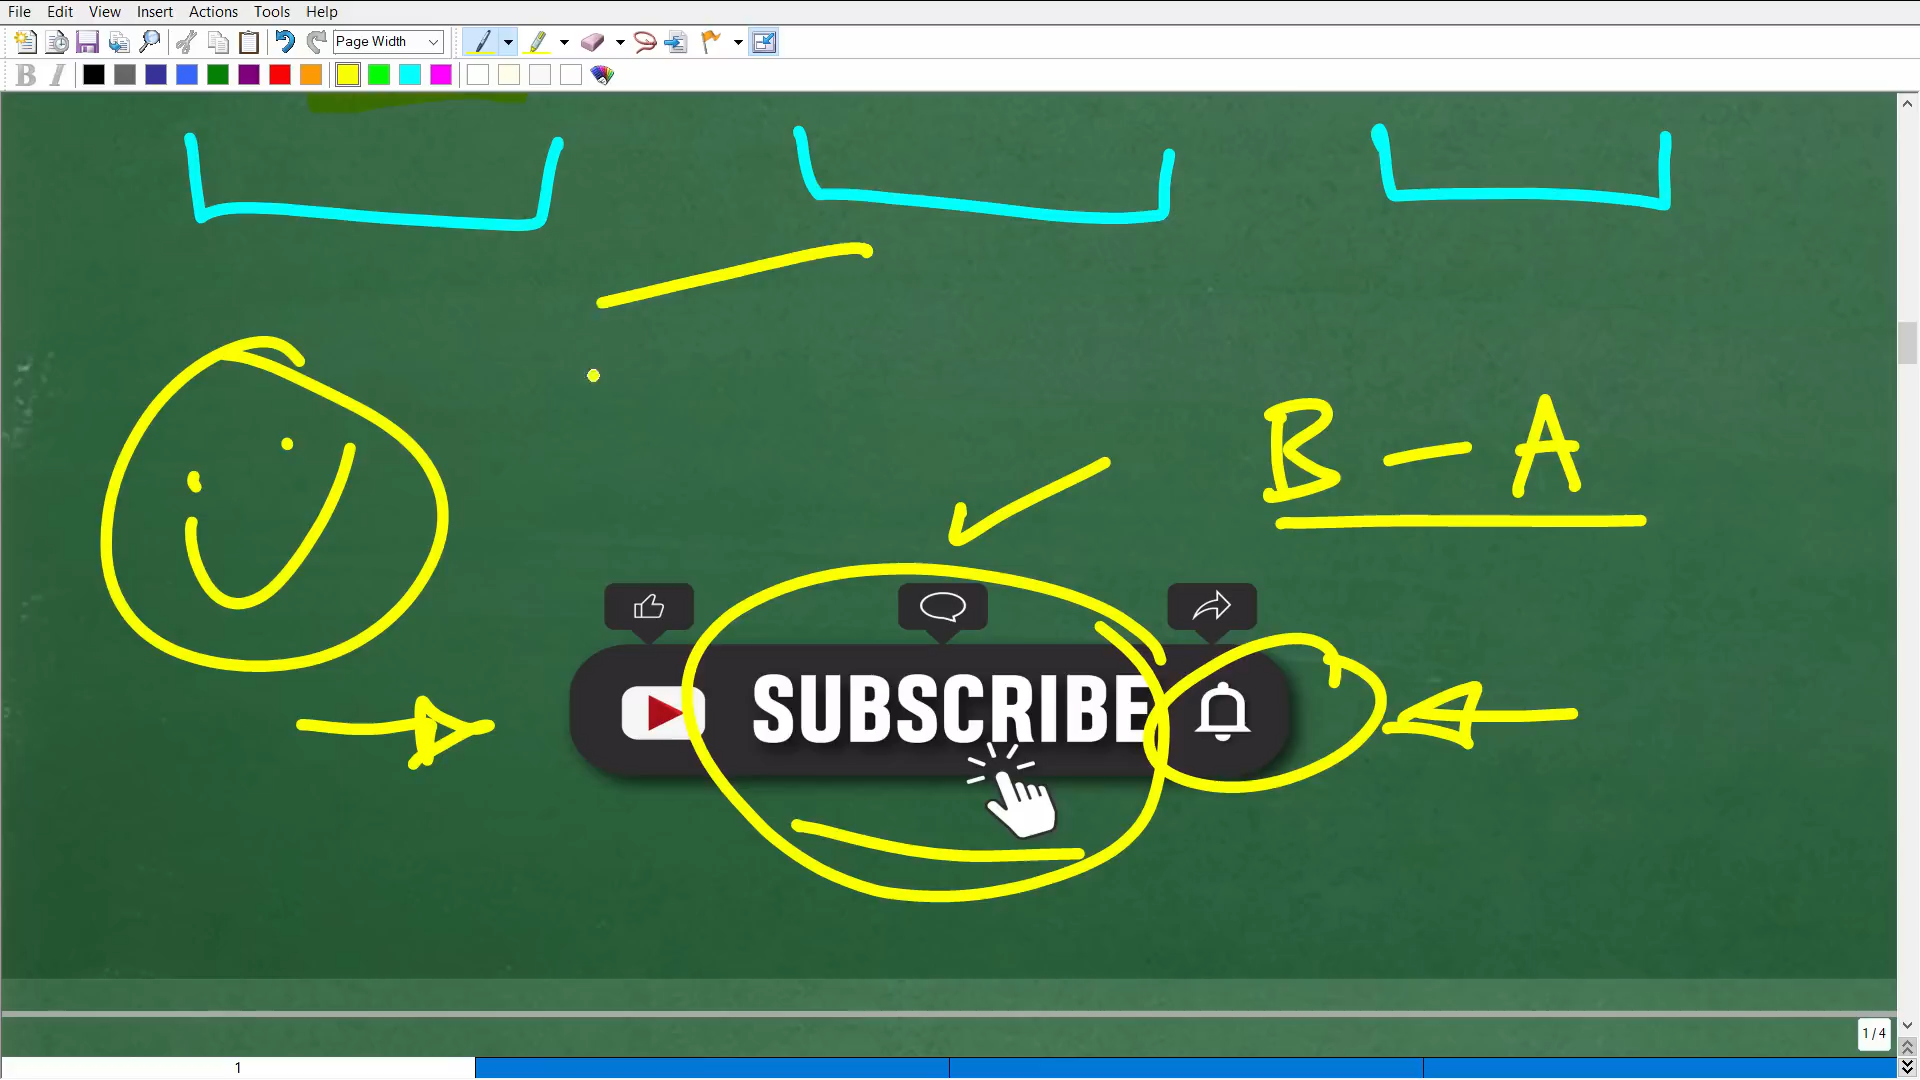 File Edit View Insert Actions Tools Help
Page Width
B I
B - A
SUBSCRIBE
1 / 4
1